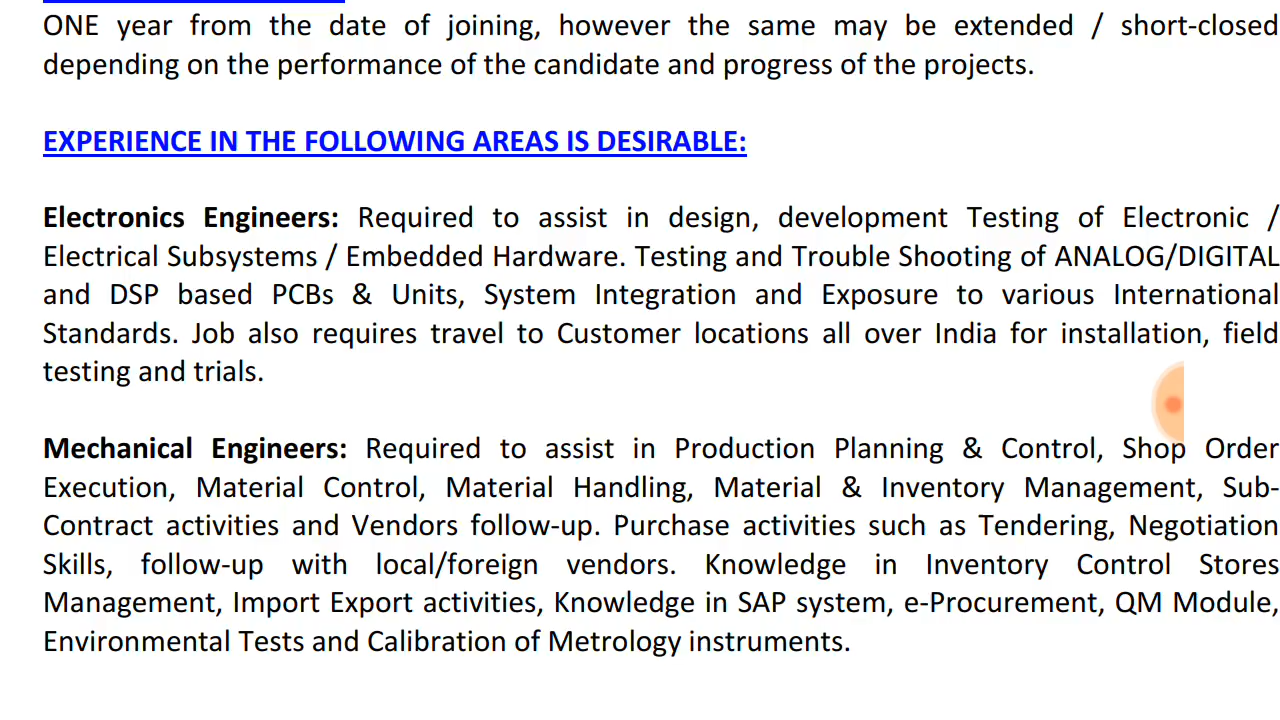 ONE year from the date of joining, however the same may be extended / short-closed
depending on the performance of the candidate and progress of the projects.
EXPERIENCE IN THE FOLLOWING AREAS IS DESIRABLE:
Electronics Engineers: Required to assist in design, development Testing of Electronic /
Electrical Subsystems / Embedded Hardware. Testing and Trouble Shooting of ANALOG/DIGITAL
and DSP based PCBs & Units, System Integration and Exposure to various International
Standards. Job also requires travel to Customer locations all over India for installation, field
testing and trials.
Mechanical Engineers: Required to assist in Production Planning & Control, Shop Order
Execution, Material Control, Material Handling, Material & Inventory Management, Sub-
Contract activities and Vendors follow-up. Purchase activities such as Tendering, Negotiation
Skills, follow-up with local/foreign vendors. Knowledge in Inventory Control Stores
Management, Import Export activities, Knowledge in SAP system, e-Procurement, QM Module,
Environmental Tests and Calibration of Metrology instruments.